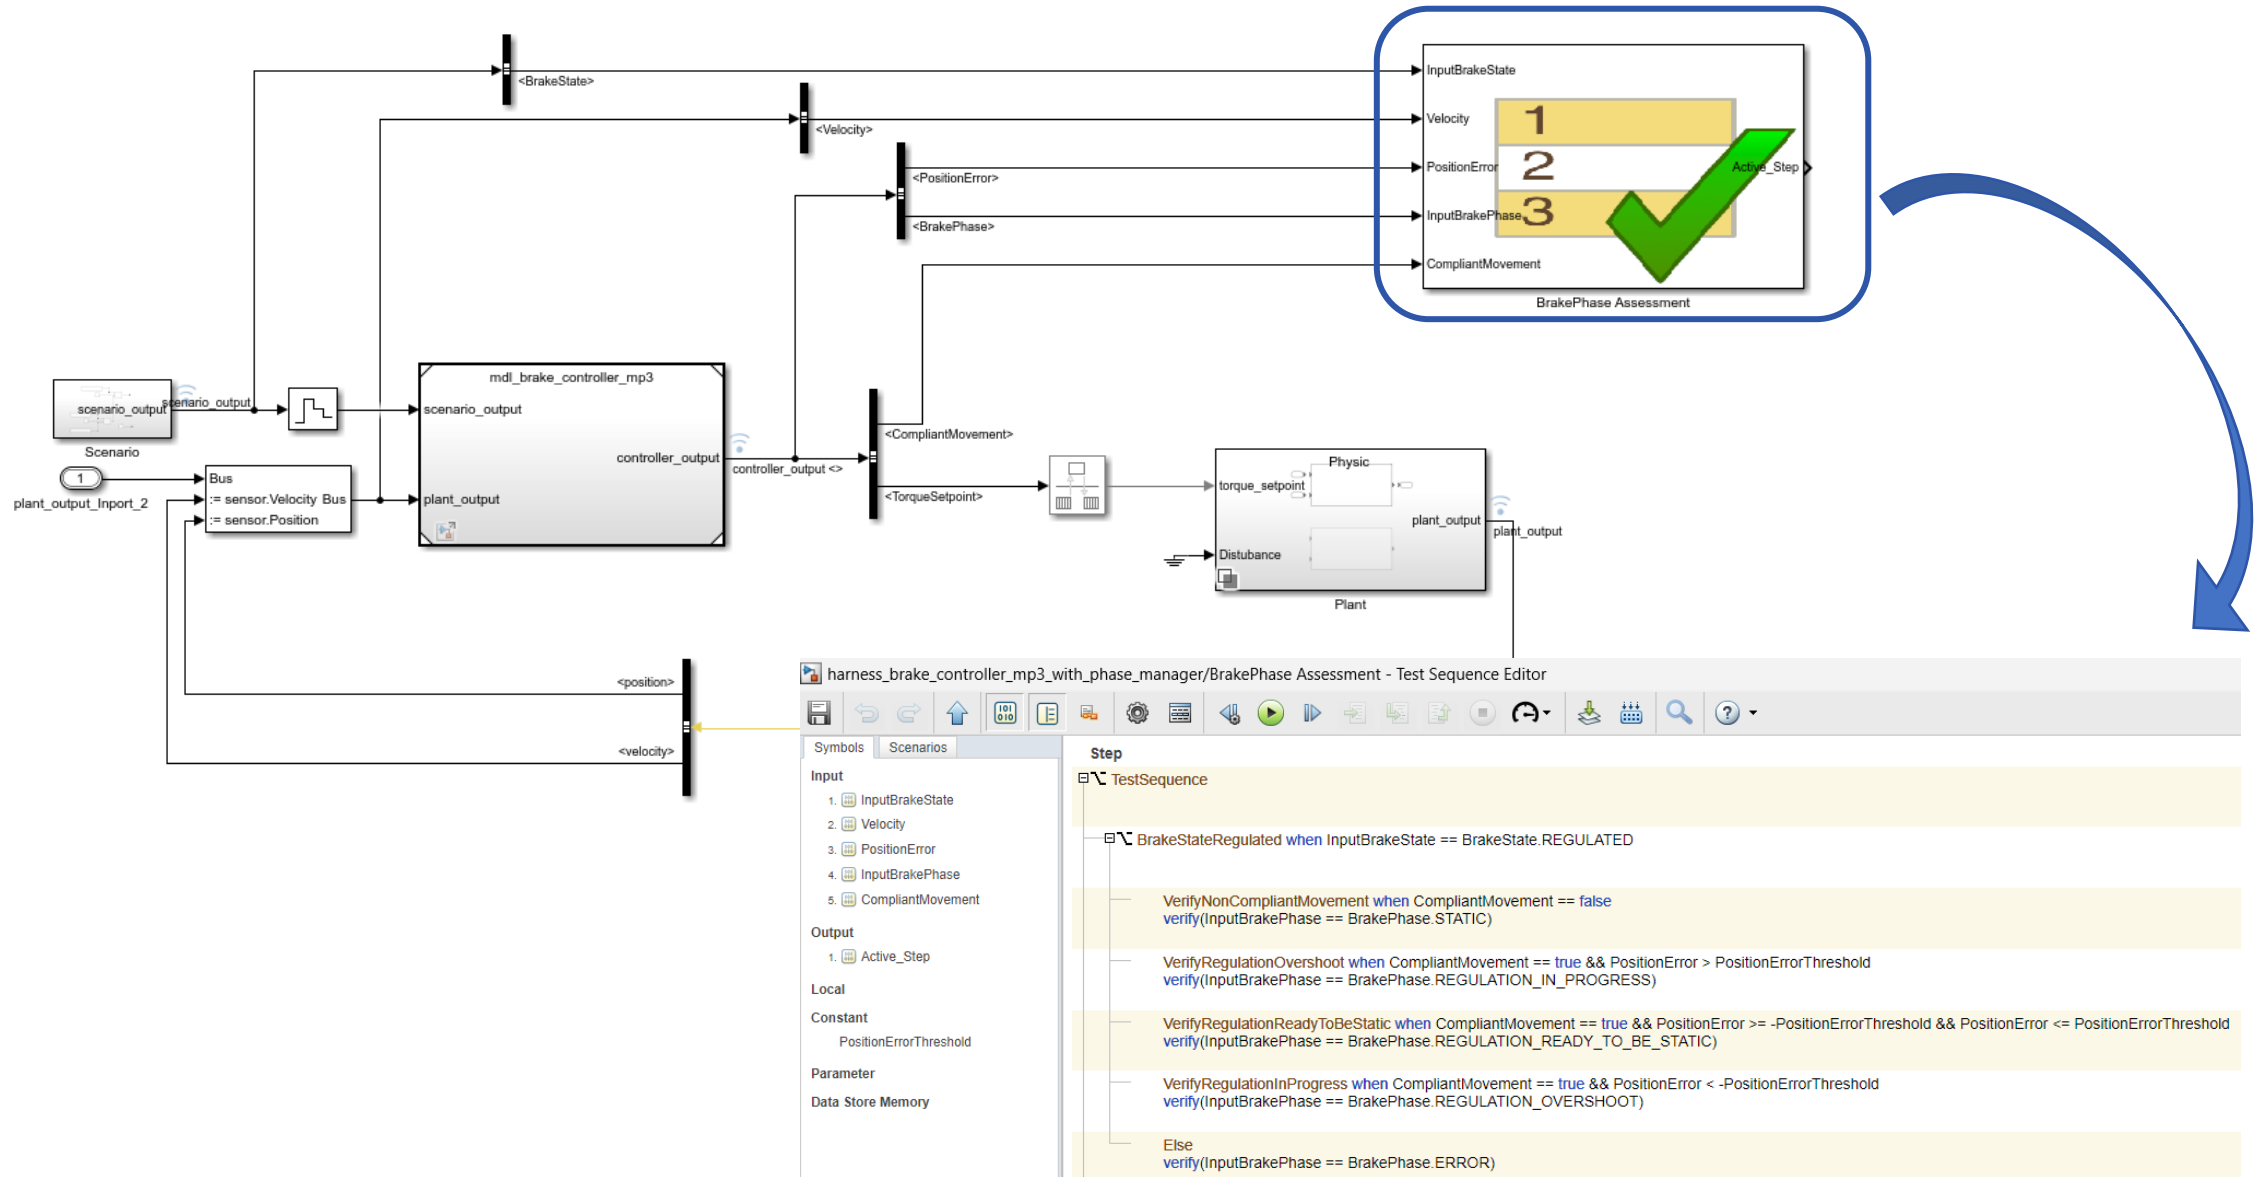 <BrakeState>
<Velocity>
<PositionError>
<BrakePhase>
InputBrakeState
Velocity
PositionError
InputBrakePhase
CompliantMovement
1
2
3
Active_Step
BrakePhase Assessment
scenario_output
scenario_output
Scenario
1
plant_output_Inport_2
Bus
:= sensor.Velocity Bus
:= sensor.Position
mdl_brake_controller_mp3
scenario_output
controller_output
plant_output
controller_output <>
<CompliantMovement>
<TorqueSetpoint>
Physic
torque_setpoint
plant_output
Distubance
plant_output
Plant
<position>
<velocity>
harness_brake_controller_mp3_with_phase_manager/BrakePhase Assessment - Test Sequence Editor
101
010
?
Symbols
Scenarios
Input
1. InputBrakeState
2. Velocity
3. PositionError
4. InputBrakePhase
5. CompliantMovement
Output
1. Active_Step
Local
Constant
PositionErrorThreshold
Parameter
Data Store Memory
Step
TestSequence
BrakeStateRegulated when InputBrakeState == BrakeState.REGULATED
VerifyNonCompliantMovement when CompliantMovement == false
verify(InputBrakePhase == BrakePhase.STATIC)
VerifyRegulationOvershoot when CompliantMovement == true && PositionError > PositionErrorThreshold
verify(InputBrakePhase == BrakePhase.REGULATION_IN_PROGRESS)
VerifyRegulationReadyToBeStatic when CompliantMovement == true && PositionError >= -PositionErrorThreshold && PositionError <= PositionErrorThreshold
verify(InputBrakePhase == BrakePhase.REGULATION_READY_TO_BE_STATIC)
VerifyRegulationInProgress when CompliantMovement == true && PositionError < -PositionErrorThreshold
verify(InputBrakePhase == BrakePhase.REGULATION_OVERSHOOT)
Else
verify(InputBrakePhase == BrakePhase.ERROR)